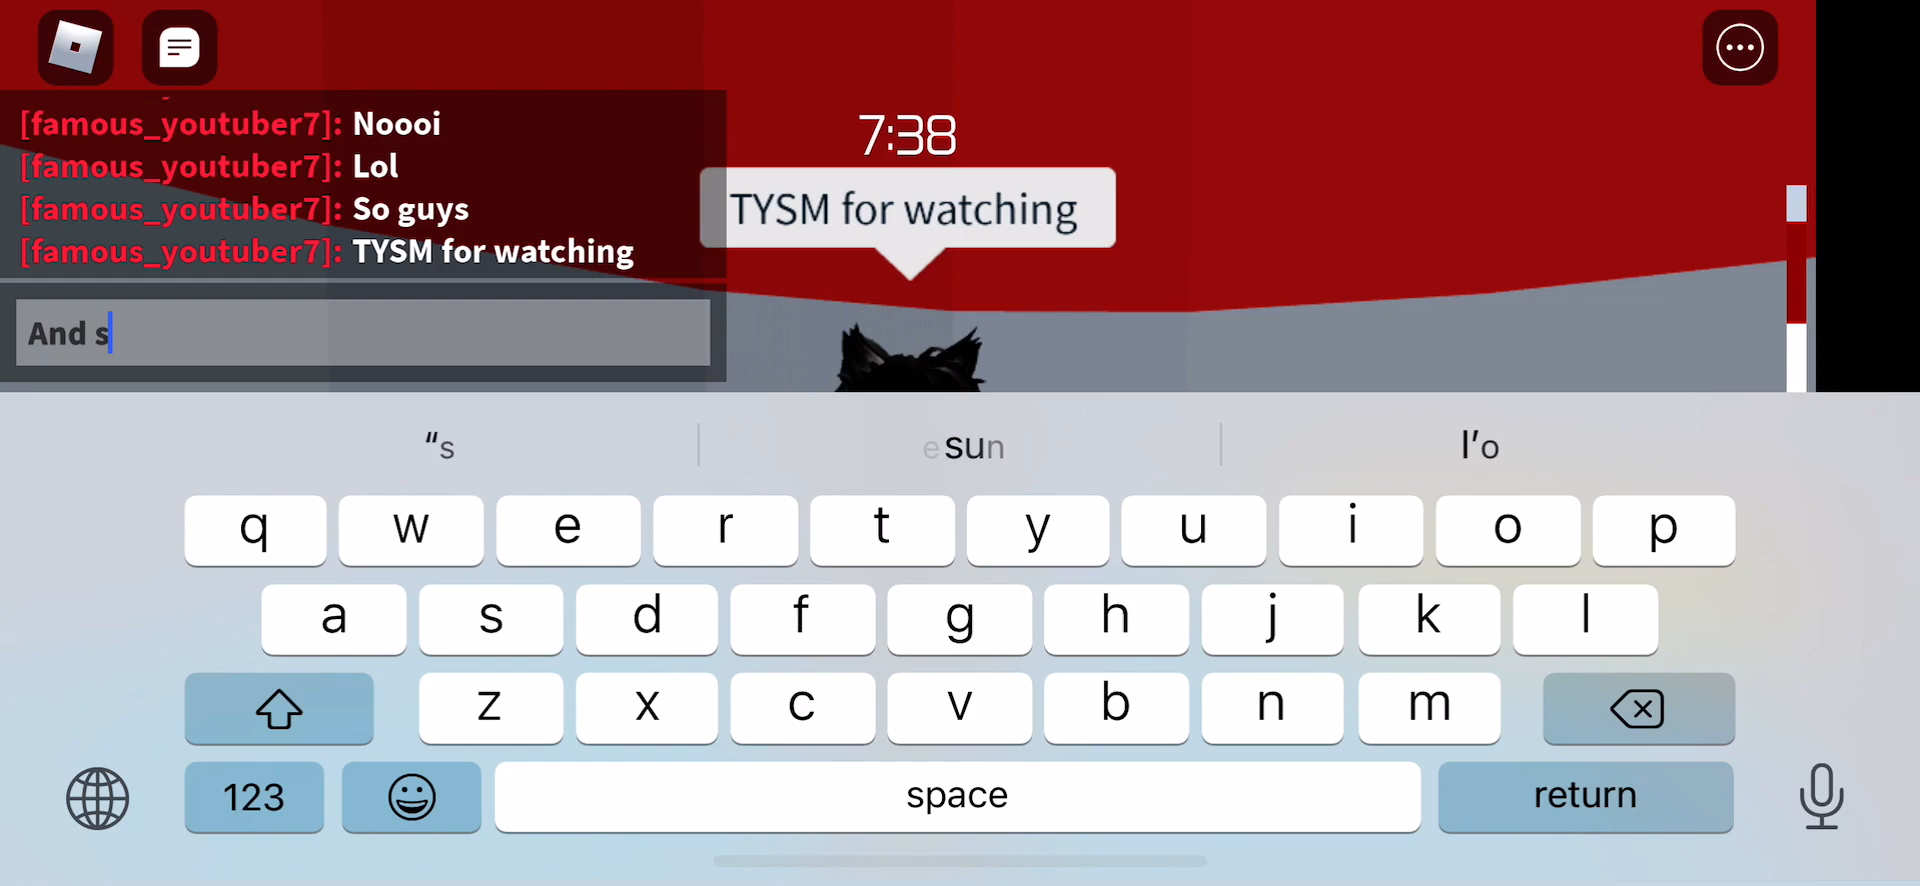 [famous_youtuber7]: Noooi
[famous_youtuber7]: Lol
[famous_youtuber7]: So guys
[famous_youtuber7]: TYSM for watching
7:38
TYSM for watching
And s
“s
I’o
q w e r t y u i o p
a s d f g h j k l
z x c v b n m
123
space
return